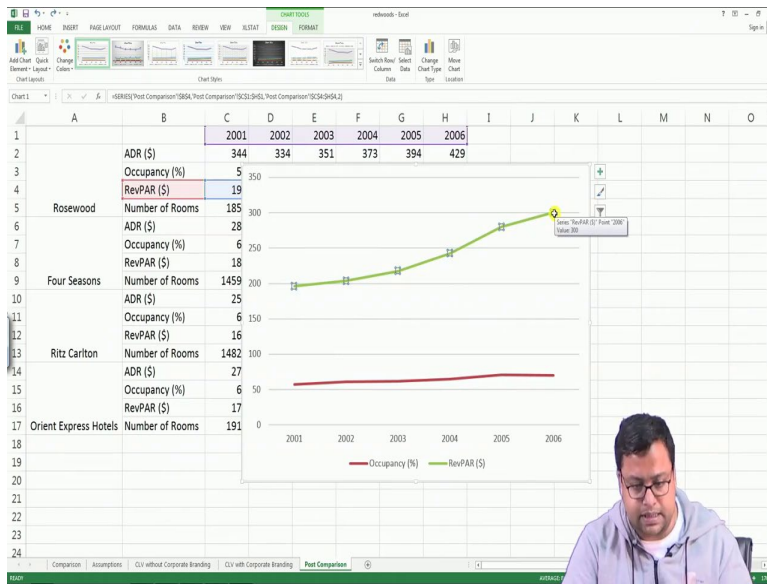 CHART TOOLS
redwoods - Excel
FILE HOME INSERT PAGE LAYOUT FORMULAS DATA REVIEW VIEW XLSTAT DESIGN FORMAT
Sign in
Add Chart Element Quick Layout Change Colors
Switch Row/ Column Select Data Change Chart Type Move Chart
Chart Layouts Chart Styles Data Type Location
Chart 1 =SERIES('Post Comparison'!$B$4,'Post Comparison'!$C$1:$H$1,'Post Comparison'!$C$4:$H$4,2)
A B C D E F G H I J K L M N O
1 2001 2002 2003 2004 2005 2006
2 ADR ($) 344 334 351 373 394 429
3 Occupancy (%) 5
4 RevPAR ($) 19
5 Rosewood Number of Rooms 185
6 ADR ($) 28
7 Occupancy (%) 6
8 RevPAR ($) 18
9 Four Seasons Number of Rooms 1459
10 ADR ($) 25
11 Occupancy (%) 6
12 RevPAR ($) 16
13 Ritz Carlton Number of Rooms 1482
14 ADR ($) 27
15 Occupancy (%) 6
16 RevPAR ($) 17
17 Orient Express Hotels Number of Rooms 191
18
19
20
21
22
23
24
350
300
250
200
150
100
50
0
Series "RevPAR ($)" Point "2006"
Value: 300
2001 2002 2003 2004 2005 2006
Occupancy (%) RevPAR ($)
Comparison Assumptions CLV without Corporate Branding CLV with Corporate Branding Post Comparison
READY